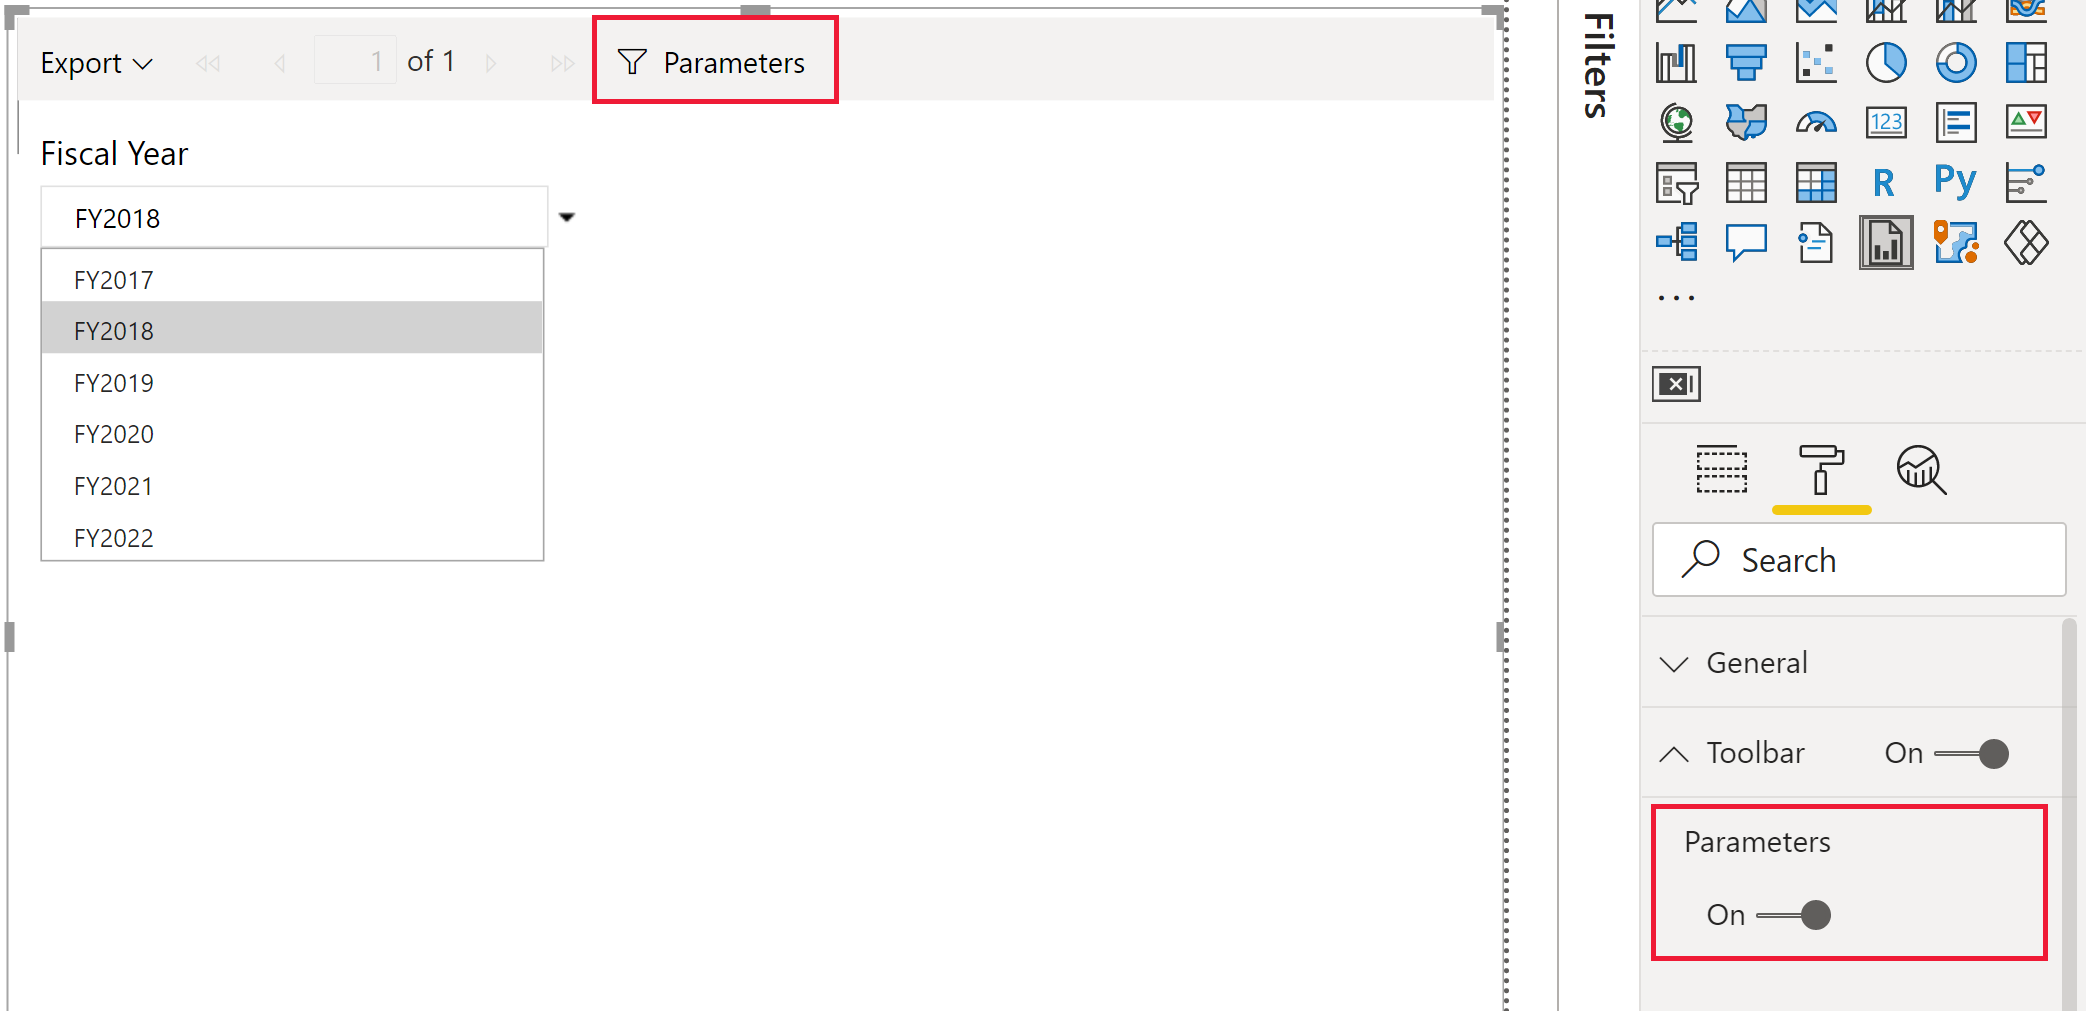 Export
1 of 1
Parameters
Fiscal Year
FY2018
FY2017
FY2018
FY2019
FY2020
FY2021
FY2022
Filters
123
R
Py
...
Search
General
Toolbar On
Parameters
On